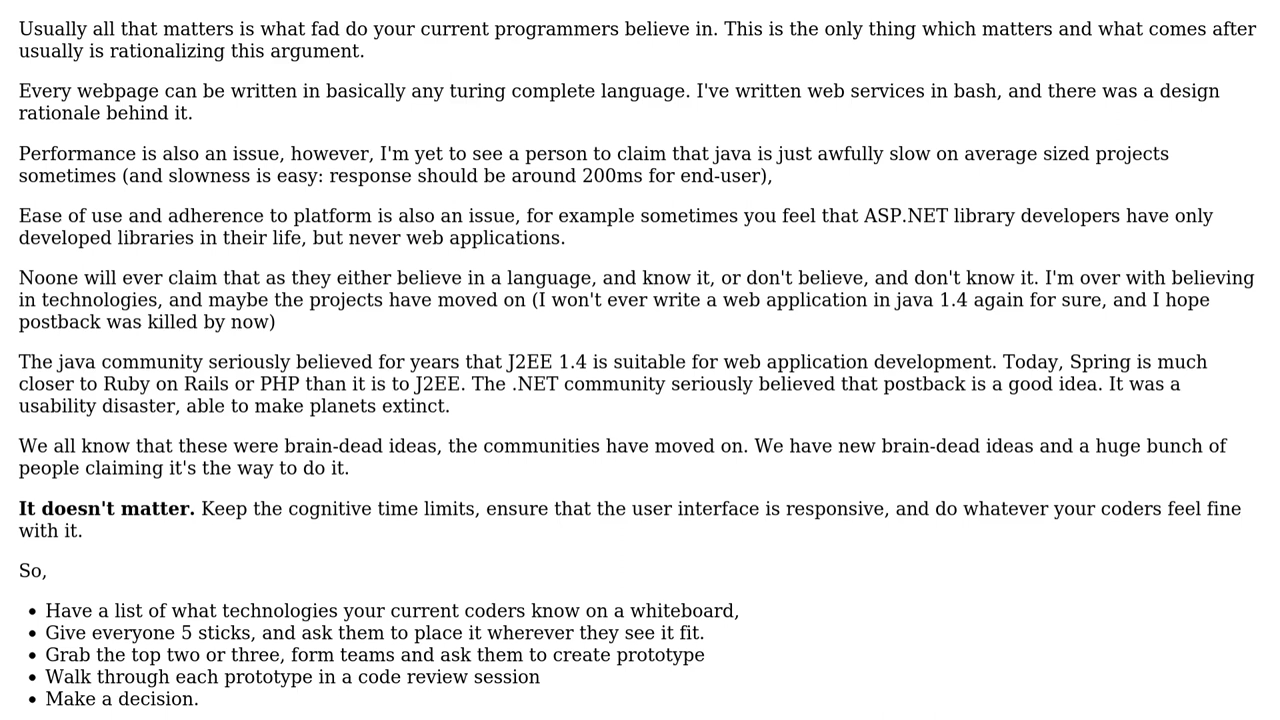 Usually all that matters is what fad do your current programmers believe in. This is the only thing which matters and what comes after
usually is rationalizing this argument.
Every webpage can be written in basically any turing complete language. I've written web services in bash, and there was a design
rationale behind it.
Performance is also an issue, however, I'm yet to see a person to claim that java is just awfully slow on average sized projects
sometimes (and slowness is easy: response should be around 200ms for end-user),
Ease of use and adherence to platform is also an issue, for example sometimes you feel that ASP.NET library developers have only
developed libraries in their life, but never web applications.
Noone will ever claim that as they either believe in a language, and know it, or don't believe, and don't know it. I'm over with believing
in technologies, and maybe the projects have moved on (I won't ever write a web application in java 1.4 again for sure, and I hope
postback was killed by now)
The java community seriously believed for years that J2EE 1.4 is suitable for web application development. Today, Spring is much
closer to Ruby on Rails or PHP than it is to J2EE. The .NET community seriously believed that postback is a good idea. It was a
usability disaster, able to make planets extinct.
We all know that these were brain-dead ideas, the communities have moved on. We have new brain-dead ideas and a huge bunch of
people claiming it's the way to do it.
It doesn't matter. Keep the cognitive time limits, ensure that the user interface is responsive, and do whatever your coders feel fine
with it.
So,
• Have a list of what technologies your current coders know on a whiteboard,
• Give everyone 5 sticks, and ask them to place it wherever they see it fit.
• Grab the top two or three, form teams and ask them to create prototype
• Walk through each prototype in a code review session
• Make a decision.